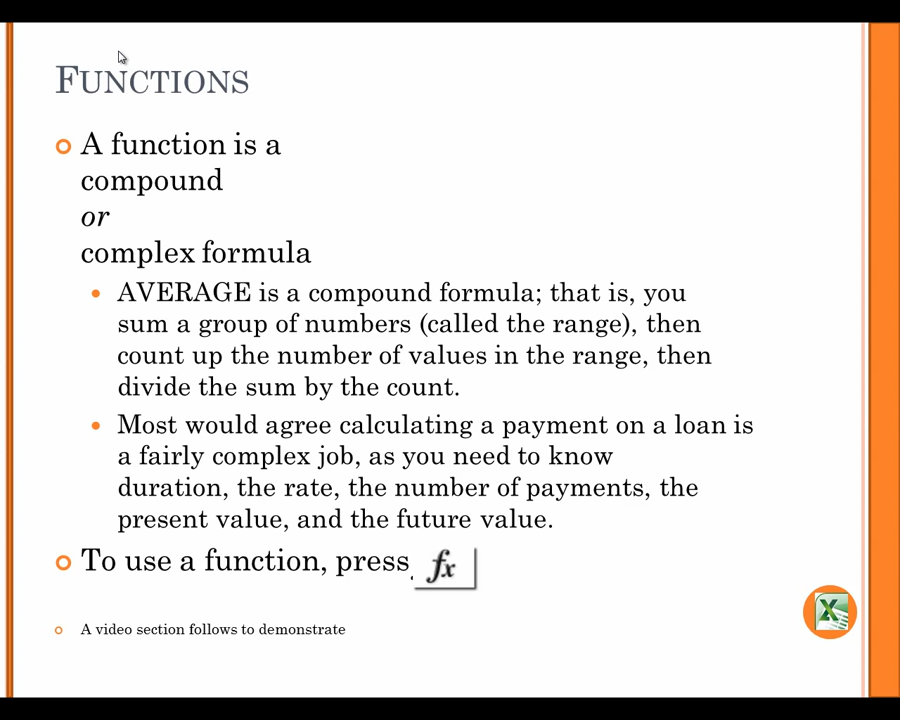 FUNCTIONS
A function is a
compound
or
complex formula
AVERAGE is a compound formula; that is, you
sum a group of numbers (called the range), then
count up the number of values in the range, then
divide the sum by the count.
Most would agree calculating a payment on a loan is
a fairly complex job, as you need to know
duration, the rate, the number of payments, the
present value, and the future value.
To use a function, press fx
A video section follows to demonstrate